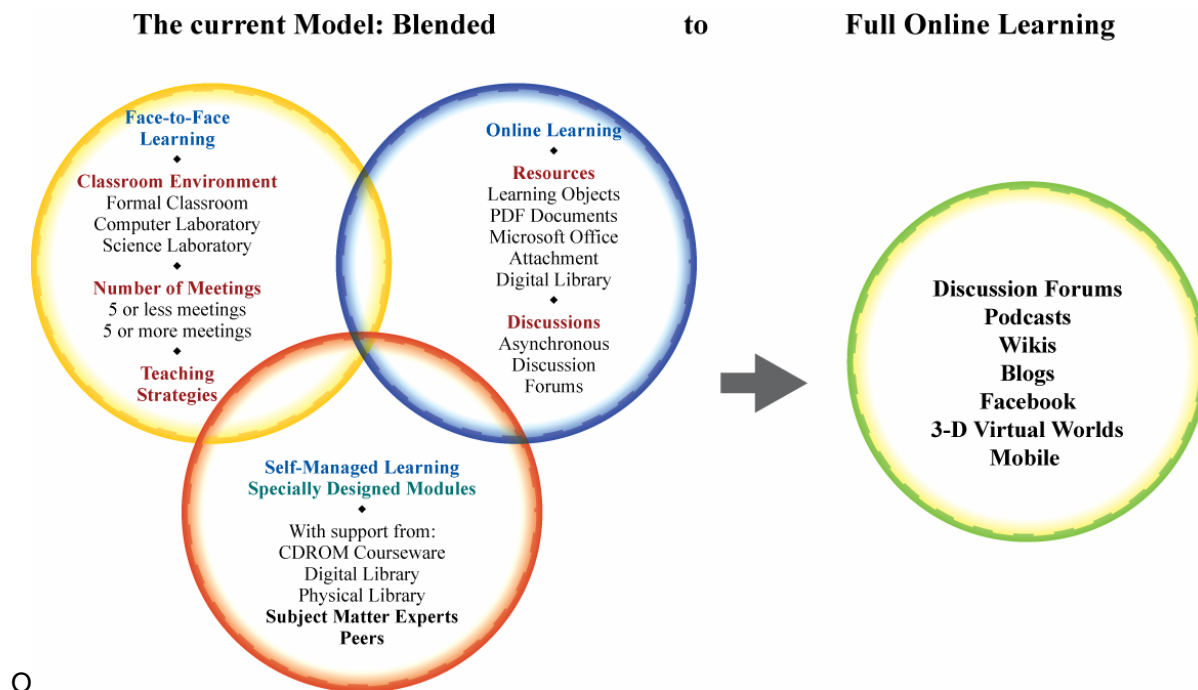 The current Model: Blended to Full Online Learning
Face-to-Face
Learning
Classroom Environment
Formal Classroom
Computer Laboratory
Science Laboratory
Number of Meetings
5 or less meetings
5 or more meetings
Teaching
Strategies
Online Learning
Resources
Learning Objects
PDF Documents
Microsoft Office
Attachment
Digital Library
Discussions
Asynchronous
Discussion
Forums
Self-Managed Learning
Specially Designed Modules
With support from:
CDROM Courseware
Digital Library
Physical Library
Subject Matter Experts
Peers
Discussion Forums
Podcasts
Wikis
Blogs
Facebook
3-D Virtual Worlds
Mobile
O